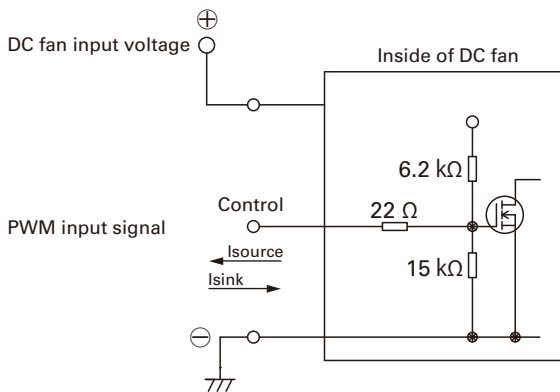 ⊕
DC fan input voltage
Inside of DC fan
6.2 kΩ
Control
22 Ω
PWM input signal
Isource
15 kΩ
Isink
⊖